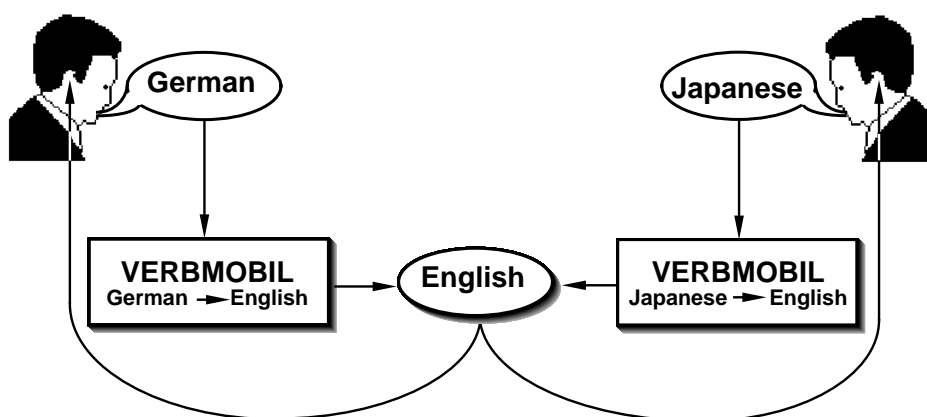 German
Japanese
VERBMOBIL
German → English
English
VERBMOBIL
Japanese → English